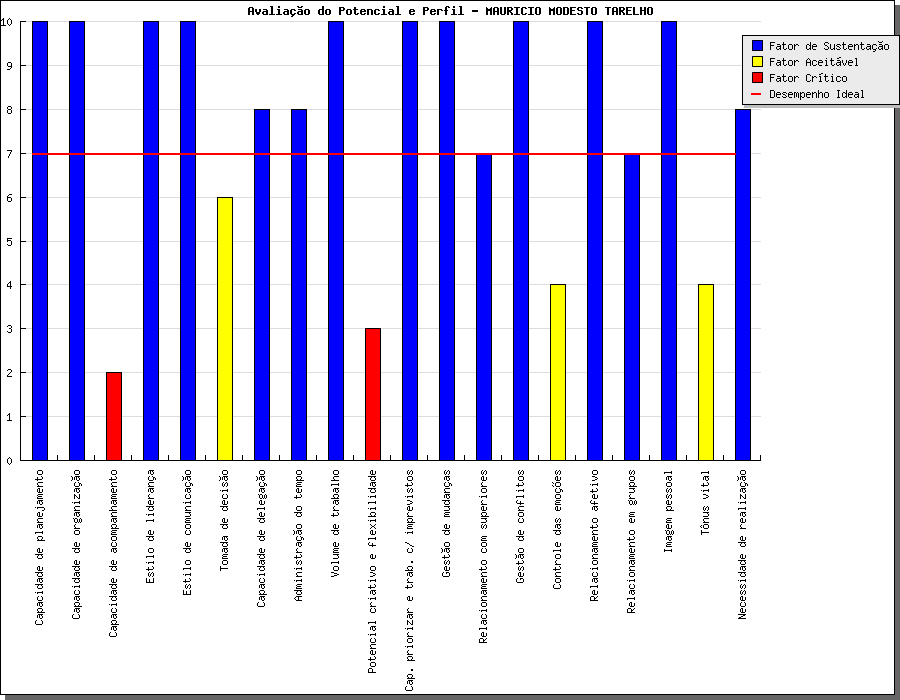 Avaliação do Potencial e Perfil - MAURICIO MODESTO TARELHO
Fator de Sustentação
Fator Aceitável
Fator Crítico
Desempenho Ideal
10
9
8
7
6
5
4
3
2
1
0
Capacidade de planejamento
Capacidade de organização
Capacidade de acompanhamento
Estilo de liderança
Estilo de comunicação
Tomada de decisão
Capacidade de delegação
Administração do tempo
Volume de trabalho
Potencial criativo e flexibilidade
Cap. priorizar e trab. c/ imprevistos
Gestão de mudanças
Relacionamento com superiores
Gestão de conflitos
Controle das emoções
Relacionamento afetivo
Relacionamento em grupos
Imagem pessoal
Tônus vital
Necessidade de realização